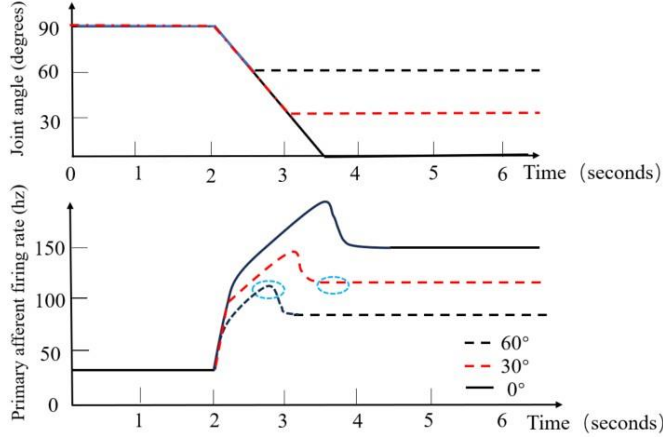 Joint angle (degrees)
90
60
30
0 1 2 3 4 5 6 Time (seconds)
Primary afferent firing rate (hz)
150
100
50
0
60°
30°
0°
1 2 3 4 5 6 Time (seconds)